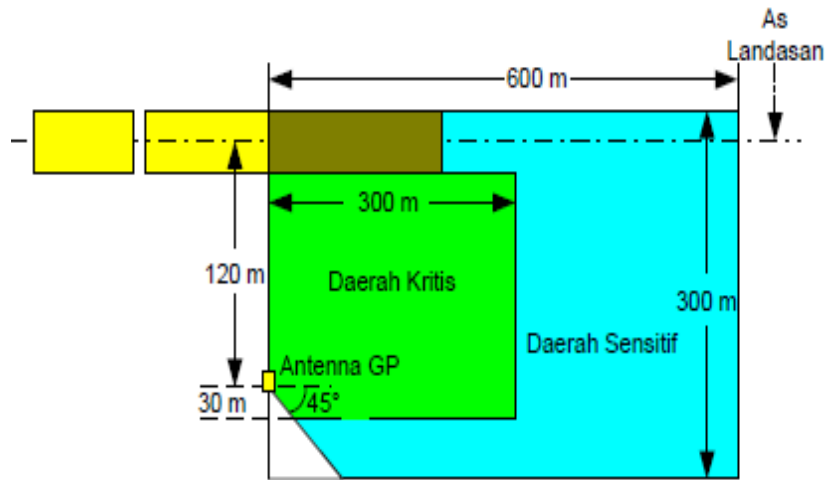 As
Landasan
600 m
300 m
120 m
Daerah Kritis
300 m
Daerah Sensitif
Antenna GP
30 m
45°